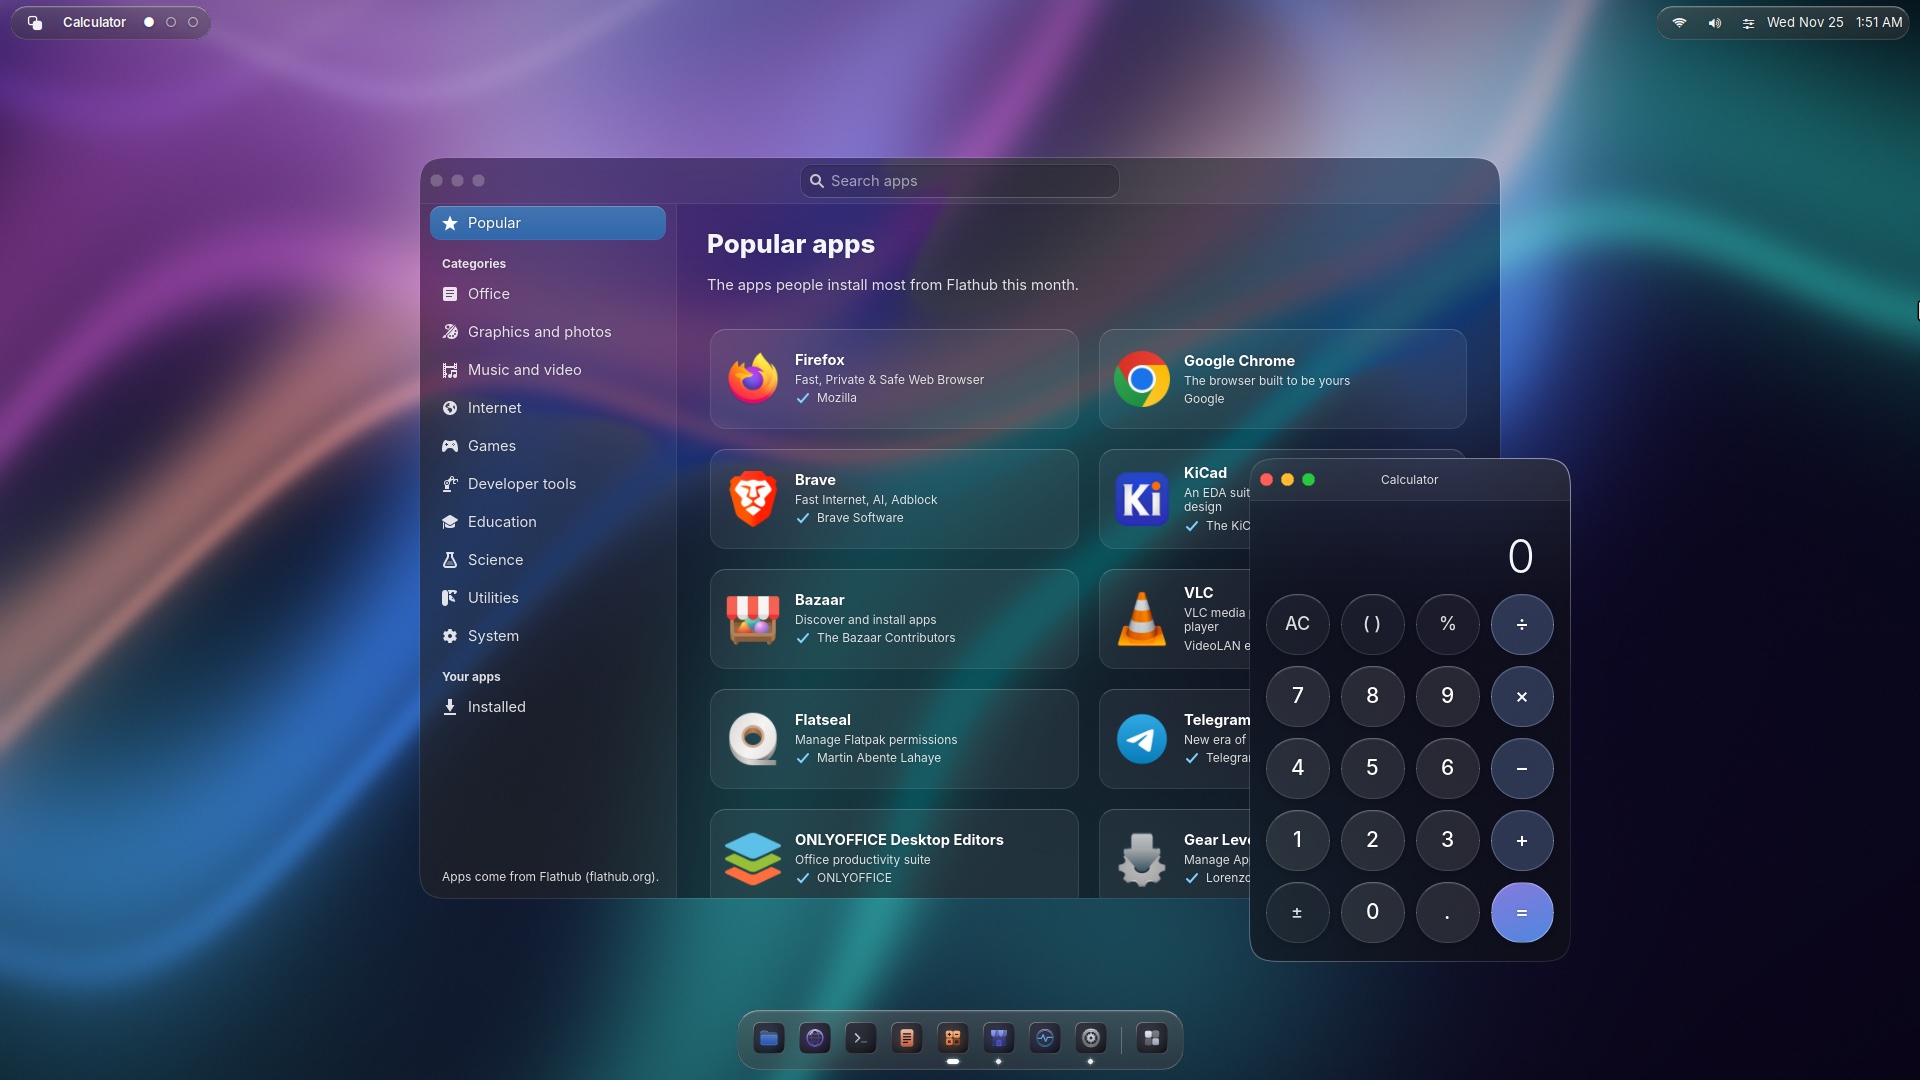 Calculator
Wed Nov 25 1:51 AM
Search apps
Popular
Categories
Office
Graphics and photos
Music and video
Internet
Games
Developer tools
Education
Science
Utilities
System
Your apps
Installed
Apps come from Flathub (flathub.org).
Popular apps
The apps people install most from Flathub this month.
Firefox
Fast, Private & Safe Web Browser
Mozilla
Google Chrome
The browser built to be yours
Google
Brave
Fast Internet, AI, Adblock
Brave Software
Ki
KiCad
An EDA suit
design
The KiC
Bazaar
Discover and install apps
The Bazaar Contributors
VLC
VLC media
player
VideoLAN e
Flatseal
Manage Flatpak permissions
Martin Abente Lahaye
Telegram
New era of
Telegra
ONLYOFFICE Desktop Editors
Office productivity suite
ONLYOFFICE
Gear Leve
Manage Ap
Lorenzo
Calculator
0
AC ( ) % ÷
7 8 9 ×
4 5 6 −
1 2 3 +
± 0 . =